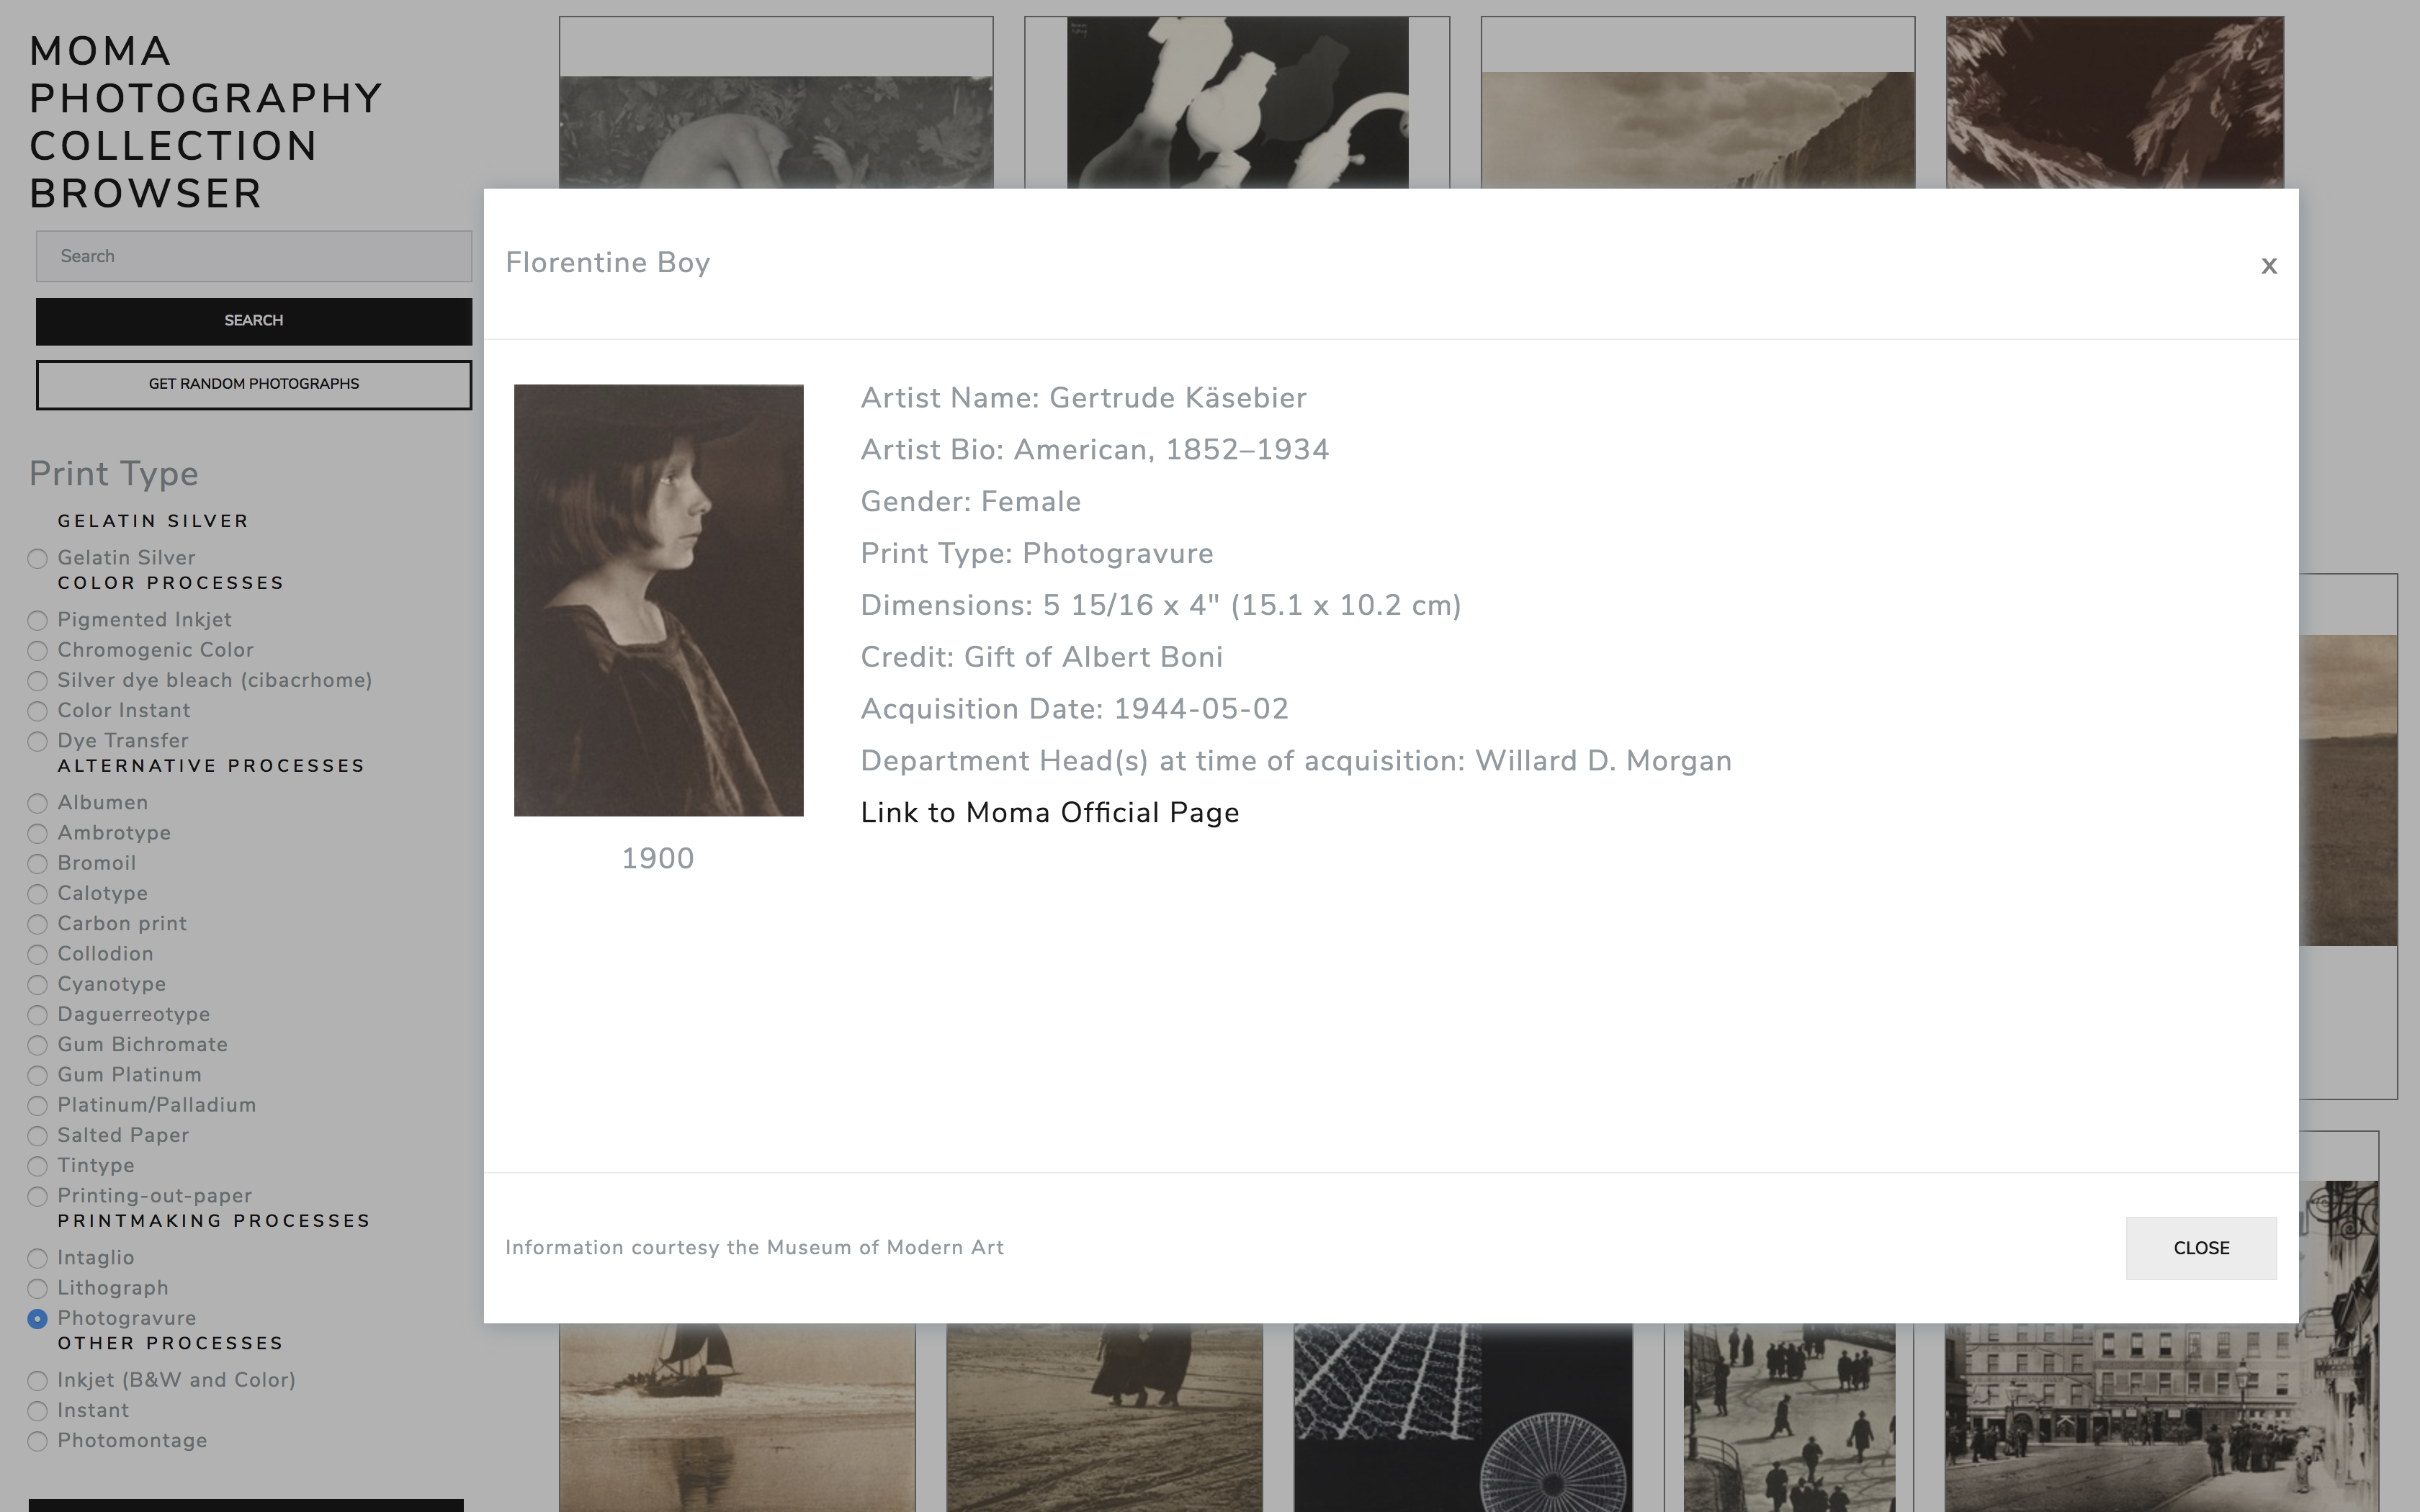 MOMA
PHOTOGRAPHY
COLLECTION
BROWSER
Search
SEARCH
GET RANDOM PHOTOGRAPHS
Print Type
GELATIN SILVER
Gelatin Silver
COLOR PROCESSES
Pigmented Inkjet
Chromogenic Color
Silver dye bleach (cibacrhome)
Color Instant
Dye Transfer
ALTERNATIVE PROCESSES
Albumen
Ambrotype
Bromoil
Calotype
Carbon print
Collodion
Cyanotype
Daguerreotype
Gum Bichromate
Gum Platinum
Platinum/Palladium
Salted Paper
Tintype
Printing-out-paper
PRINTMAKING PROCESSES
Intaglio
Lithograph
Photogravure
OTHER PROCESSES
Inkjet (B&W and Color)
Instant
Photomontage
Florentine Boy
x
Artist Name: Gertrude Käsebier
Artist Bio: American, 1852–1934
Gender: Female
Print Type: Photogravure
Dimensions: 5 15/16 x 4" (15.1 x 10.2 cm)
Credit: Gift of Albert Boni
Acquisition Date: 1944-05-02
Department Head(s) at time of acquisition: Willard D. Morgan
Link to Moma Official Page
1900
Information courtesy the Museum of Modern Art
CLOSE